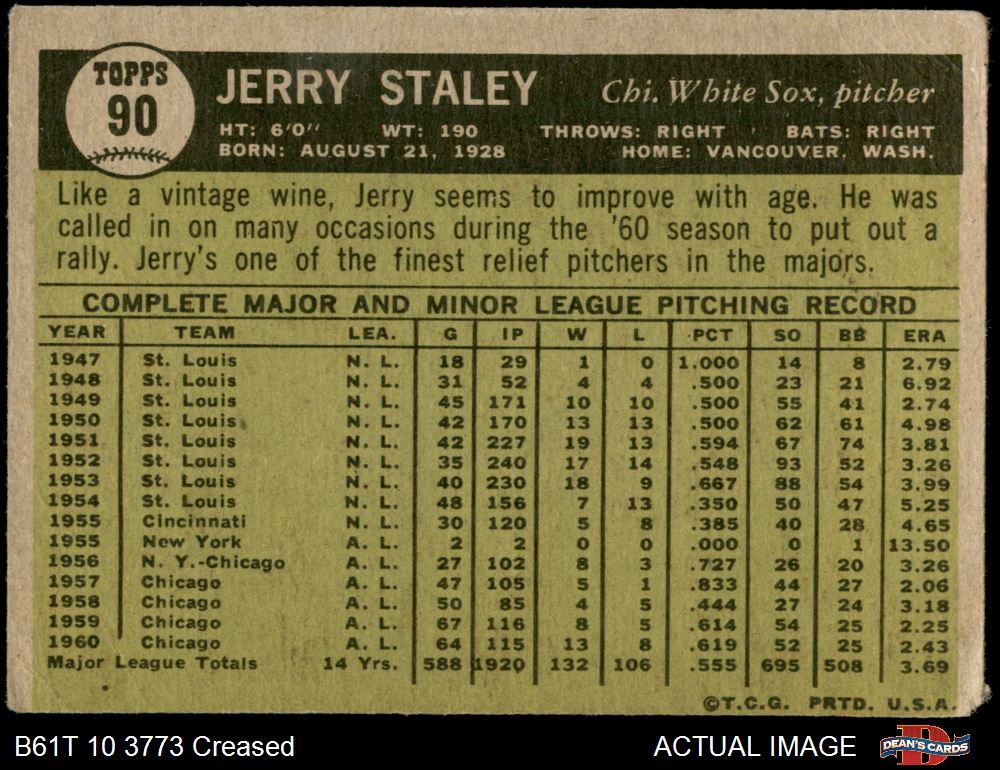 TOPPS
90
JERRY STALEY Chi. White Sox, pitcher
HT: 6'0" WT: 190 THROWS: RIGHT BATS: RIGHT
BORN: AUGUST 21, 1928 HOME: VANCOUVER, WASH.
Like a vintage wine, Jerry seems to improve with age. He was
called in on many occasions during the '60 season to put out a
rally. Jerry's one of the finest relief pitchers in the majors.
COMPLETE MAJOR AND MINOR LEAGUE PITCHING RECORD
YEAR TEAM LEA. G IP W L PCT SO BB ERA
1947 St. Louis N. L. 18 29 1 0 1.000 14 8 2.79
1948 St. Louis N. L. 31 52 4 4 .500 23 21 6.92
1949 St. Louis N. L. 45 171 10 10 .500 55 41 2.74
1950 St. Louis N. L. 42 170 13 13 .500 62 61 4.98
1951 St. Louis N. L. 42 227 19 13 .594 67 74 3.81
1952 St. Louis N. L. 35 240 17 14 .548 93 52 3.26
1953 St. Louis N. L. 40 230 18 9 .667 88 54 3.99
1954 St. Louis N. L. 48 156 7 13 .350 50 47 5.25
1955 Cincinnati N. L. 30 120 5 8 .385 40 28 4.65
1955 New York A. L. 2 2 0 0 .000 0 1 13.50
1956 N. Y.-Chicago A. L. 27 102 8 3 .727 26 20 3.26
1957 Chicago A. L. 47 105 5 1 .833 44 27 2.06
1958 Chicago A. L. 50 85 4 5 .444 27 24 3.18
1959 Chicago A. L. 67 116 8 5 .614 54 25 2.25
1960 Chicago A. L. 64 115 13 8 .619 52 25 2.43
Major League Totals 14 Yrs. 588 1920 132 106 .555 695 508 3.69
©T.C.G. PRTD. U.S.A.
B61T 10 3773 Creased ACTUAL IMAGE DEAN'S CARDS